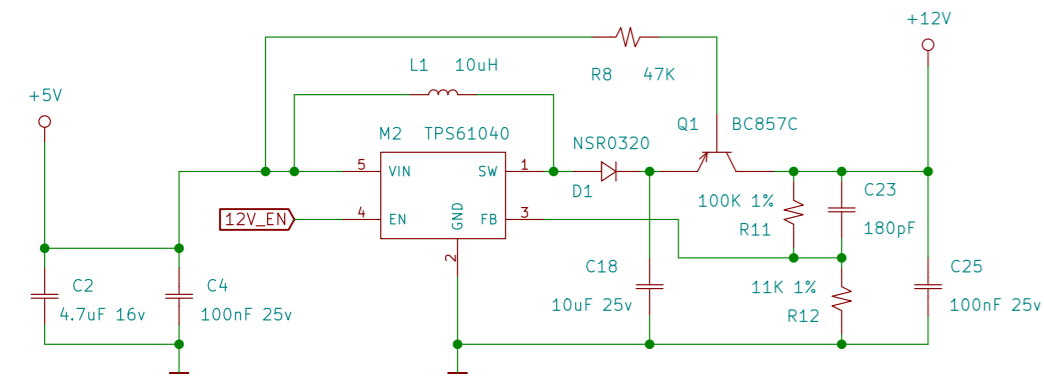 +12V
R8 47K
L1 10uH
+5V
Q1 BC857C
M2 TPS61040
NSR0320
D1
5 VIN SW 1
4 EN FB 3
GND
2
12V_EN
100K 1%
R11
C23
180pF
C2
4.7uF 16v
C4
100nF 25v
C18
10uF 25v
11K 1%
R12
C25
100nF 25v